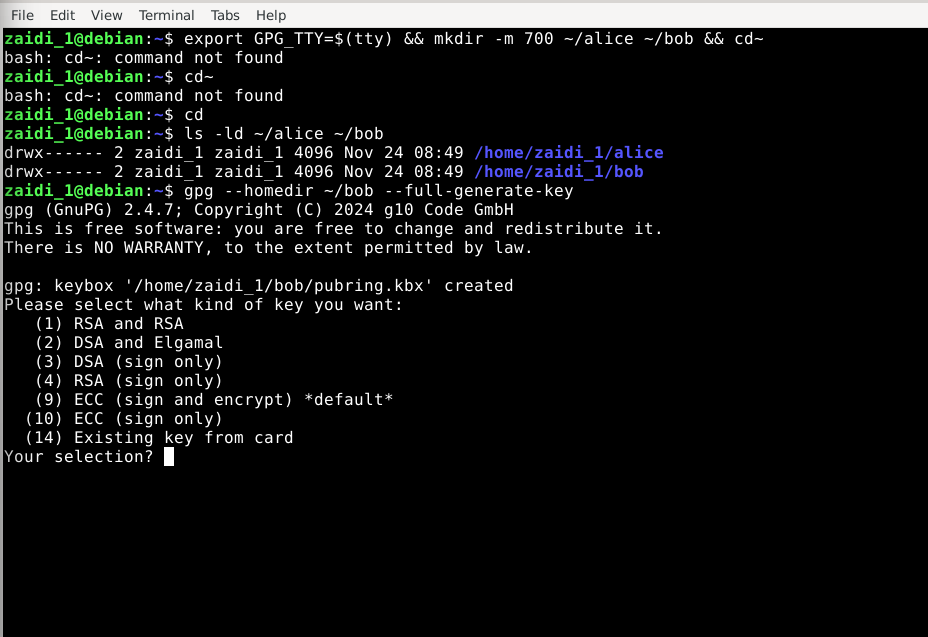 File Edit View Terminal Tabs Help
zaidi_1@debian:~$ export GPG_TTY=$(tty) && mkdir -m 700 ~/alice ~/bob && cd~
bash: cd~: command not found
zaidi_1@debian:~$ cd~
bash: cd~: command not found
zaidi_1@debian:~$ cd
zaidi_1@debian:~$ ls -ld ~/alice ~/bob
drwx------ 2 zaidi_1 zaidi_1 4096 Nov 24 08:49 /home/zaidi_1/alice
drwx------ 2 zaidi_1 zaidi_1 4096 Nov 24 08:49 /home/zaidi_1/bob
zaidi_1@debian:~$ gpg --homedir ~/bob --full-generate-key
gpg (GnuPG) 2.4.7; Copyright (C) 2024 g10 Code GmbH
This is free software: you are free to change and redistribute it.
There is NO WARRANTY, to the extent permitted by law.

gpg: keybox '/home/zaidi_1/bob/pubring.kbx' created
Please select what kind of key you want:
   (1) RSA and RSA
   (2) DSA and Elgamal
   (3) DSA (sign only)
   (4) RSA (sign only)
   (9) ECC (sign and encrypt) *default*
  (10) ECC (sign only)
  (14) Existing key from card
Your selection?